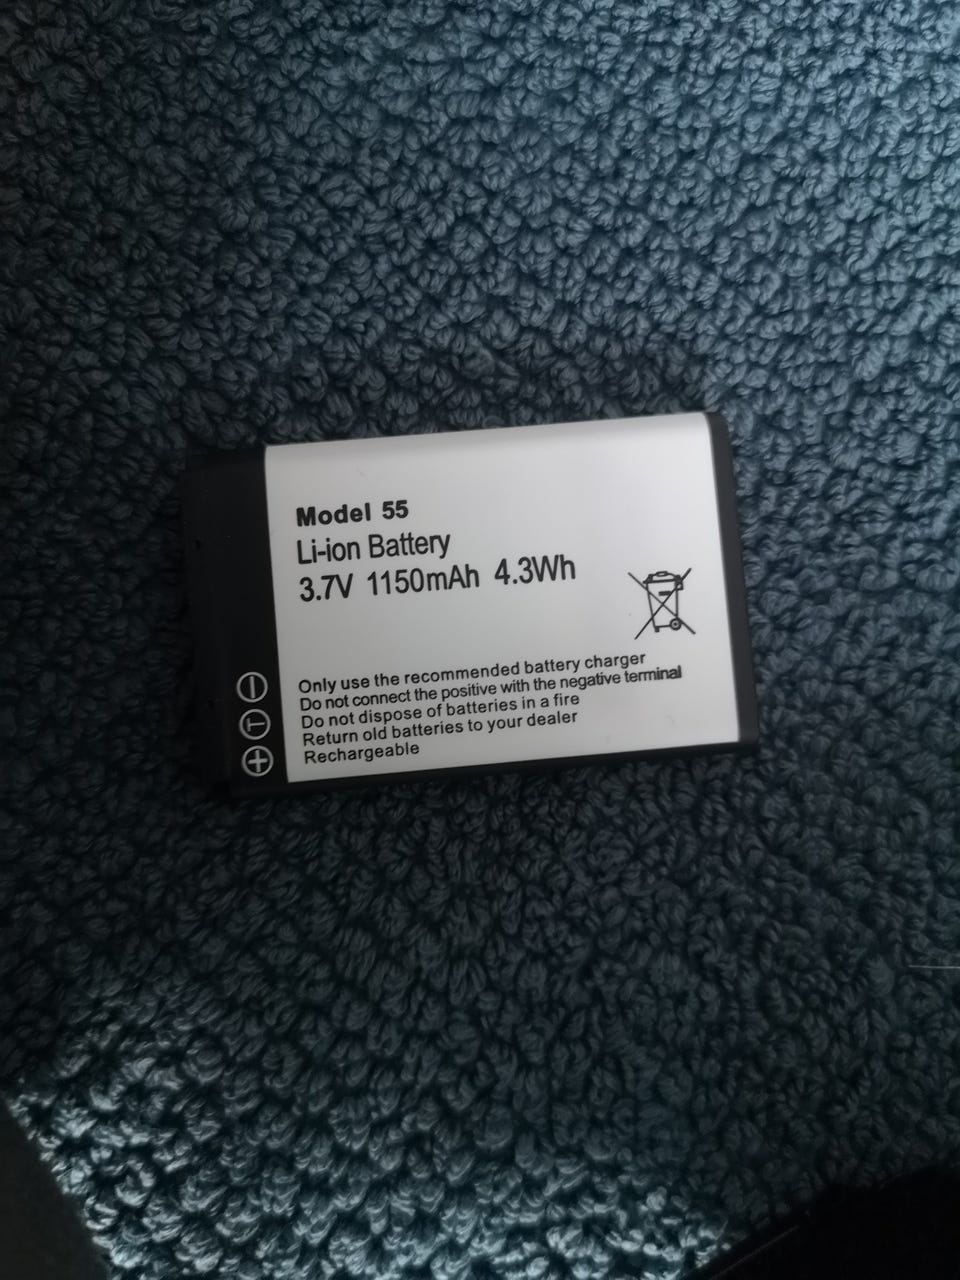 Model 55
Li-ion Battery
3.7V 1150mAh 4.3Wh
Only use the recommended battery charger
Do not connect the positive with the negative terminal
Do not dispose of batteries in a fire
Return old batteries to your dealer
Rechargeable
−
T
+